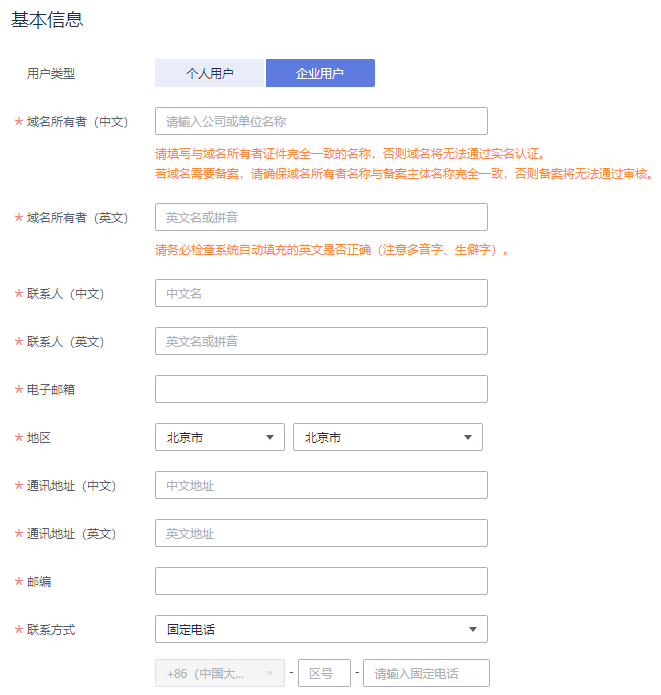 基本信息
用户类型 个人用户 企业用户
* 域名所有者（中文） 请输入公司或单位名称
请填写与域名所有者证件完全一致的名称，否则域名将无法通过实名认证。
若域名需要备案，请确保域名所有者名称与备案主体名称完全一致，否则备案将无法通过审核。
* 域名所有者（英文） 英文名或拼音
请务必检查系统自动填充的英文是否正确（注意多音字、生僻字）。
* 联系人（中文） 中文名
* 联系人（英文） 英文名或拼音
* 电子邮箱
* 地区 北京市 北京市
* 通讯地址（中文） 中文地址
* 通讯地址（英文） 英文地址
* 邮编
* 联系方式 固定电话
+86（中国大... - 区号 - 请输入固定电话